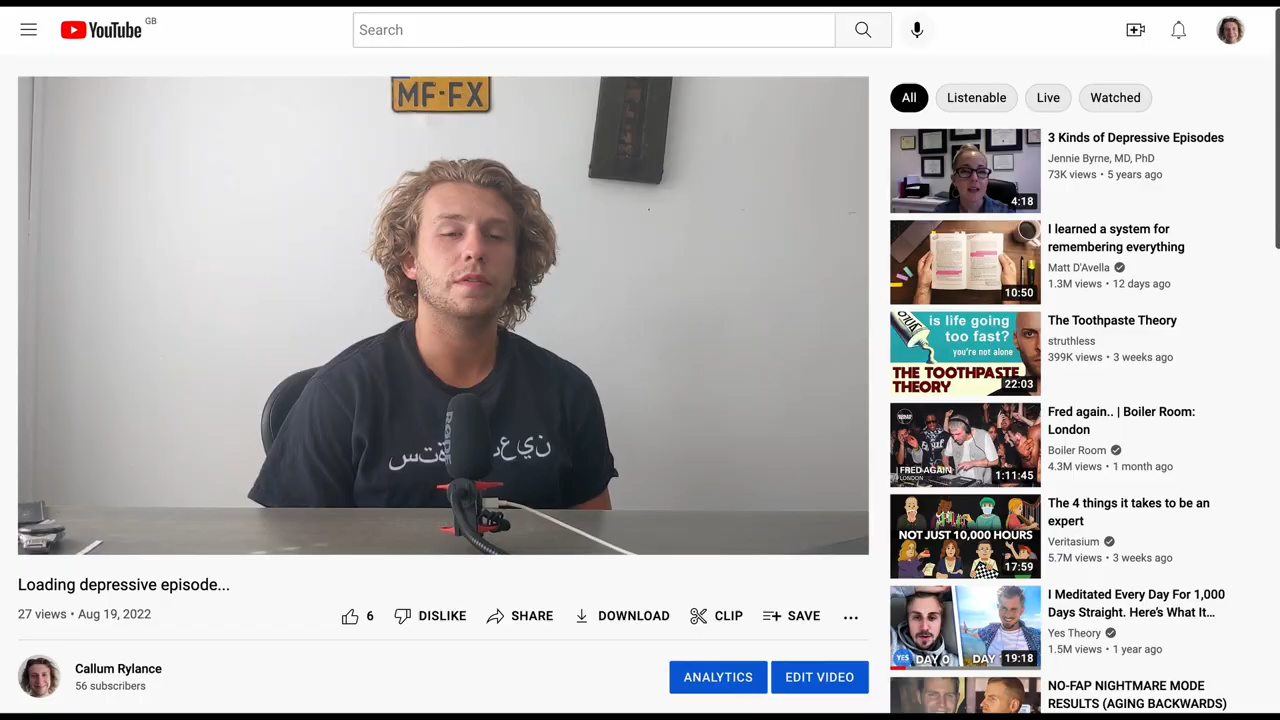 YouTube GB
Search
MF-FX
Loading depressive episode...
27 views • Aug 19, 2022
6
DISLIKE
SHARE
DOWNLOAD
CLIP
SAVE
Callum Rylance
56 subscribers
ANALYTICS
EDIT VIDEO
All
Listenable
Live
Watched
4:18
3 Kinds of Depressive Episodes
Jennie Byrne, MD, PhD
73K views • 5 years ago
10:50
I learned a system for
remembering everything
Matt D'Avella
1.3M views • 12 days ago
is life going
too fast?
you're not alone
THE TOOTHPASTE
THEORY
22:03
The Toothpaste Theory
struthless
399K views • 3 weeks ago
FRED AGAIN
LONDON
1:11:45
Fred again.. | Boiler Room:
London
Boiler Room
4.3M views • 1 month ago
NOT JUST 10,000 HOURS
17:59
The 4 things it takes to be an
expert
Veritasium
5.7M views • 3 weeks ago
YES
DAY 0
DAY
19:18
I Meditated Every Day For 1,000
Days Straight. Here's What It...
Yes Theory
1.5M views • 1 year ago
NO-FAP NIGHTMARE MODE
RESULTS (AGING BACKWARDS)